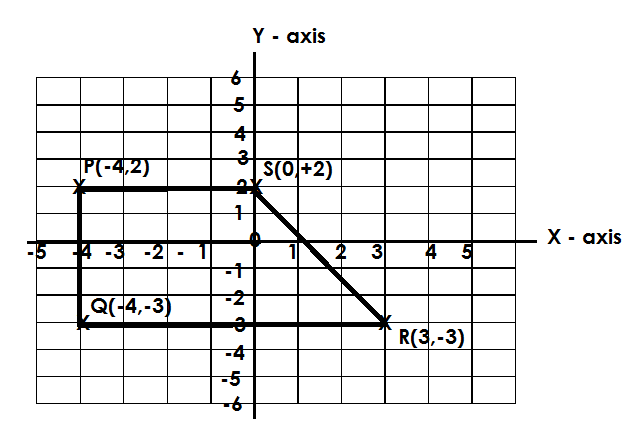 Y - axis
6
5
4
3
P(-4,2)
S(0,+2)
2
1
0
X - axis
-5 -4 -3 -2 - 1 1 2 3 4 5
-1
-2
Q(-4,-3)
-3
R(3,-3)
-4
-5
-6